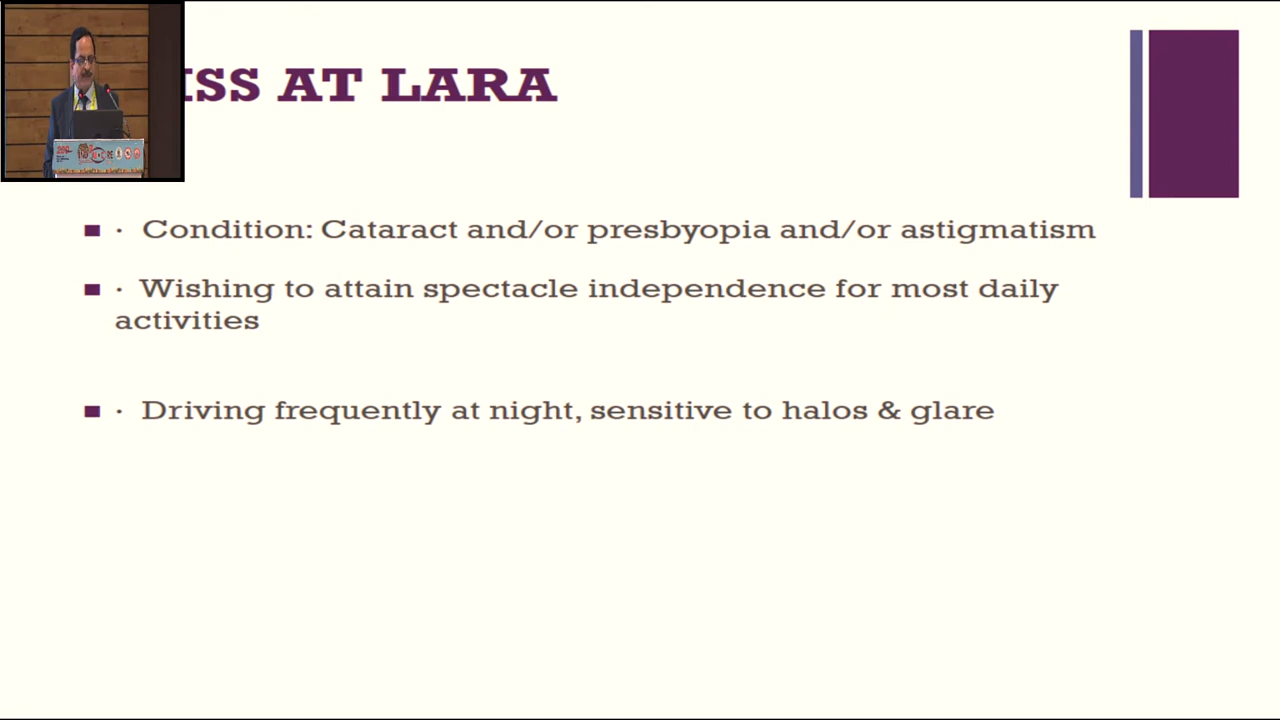 ISS AT LARA
· Condition: Cataract and/or presbyopia and/or astigmatism
· Wishing to attain spectacle independence for most daily
activities
· Driving frequently at night, sensitive to halos & glare